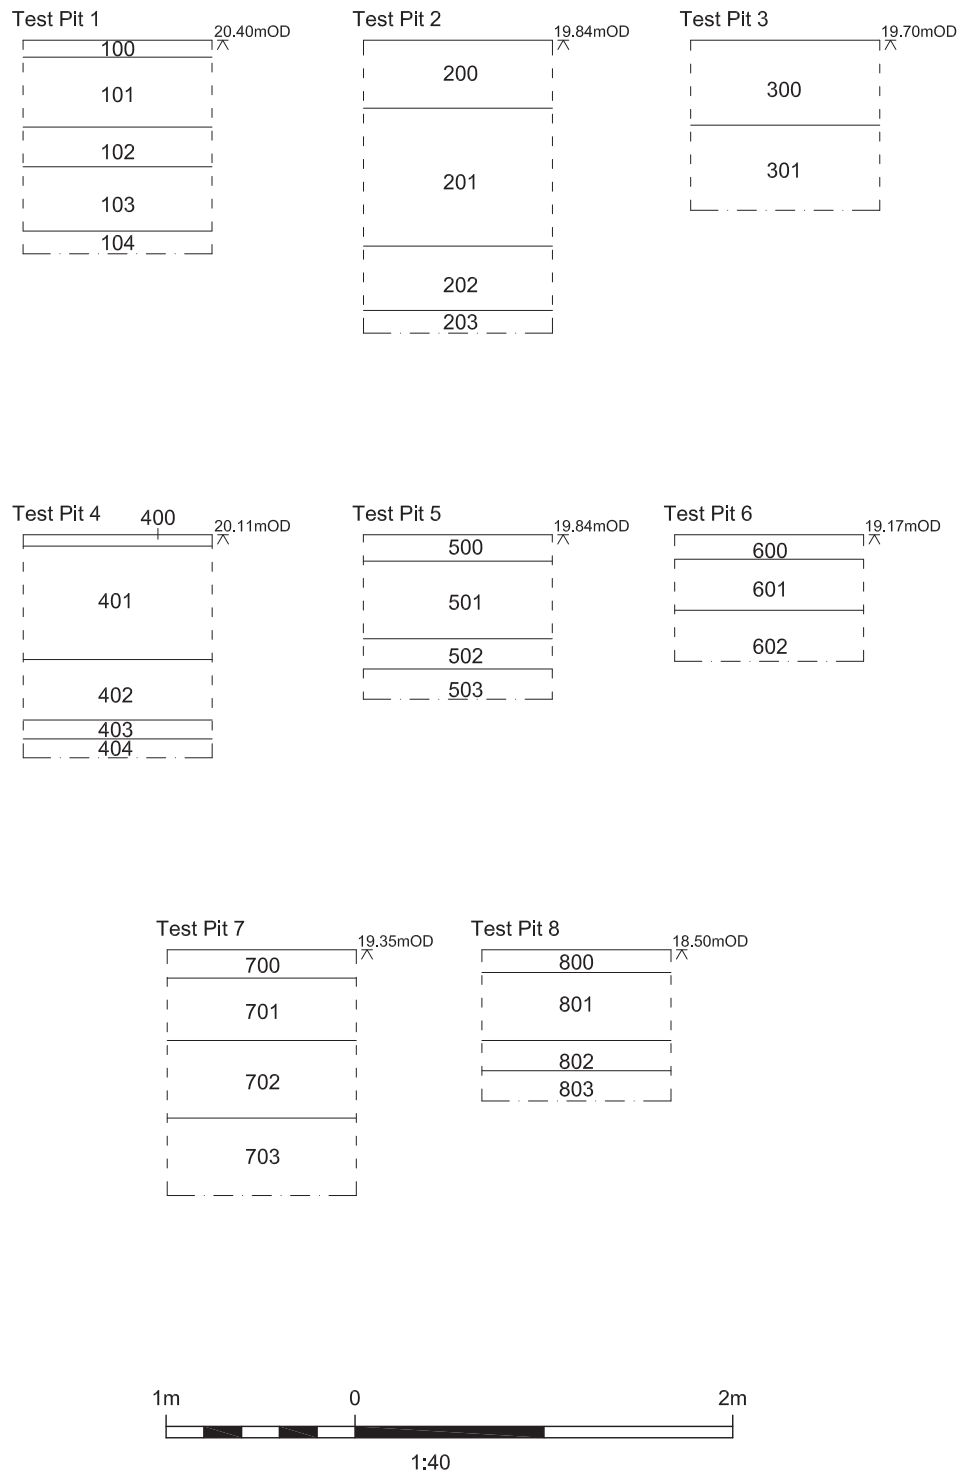 Test Pit 1
20.40mOD
100
101
102
103
104
Test Pit 2
19.84mOD
200
201
202
203
Test Pit 3
19.70mOD
300
301
Test Pit 4
400
20.11mOD
401
402
403
404
Test Pit 5
19.84mOD
500
501
502
503
Test Pit 6
19.17mOD
600
601
602
Test Pit 7
19.35mOD
700
701
702
703
Test Pit 8
18.50mOD
800
801
802
803
1m 0 2m
1:40